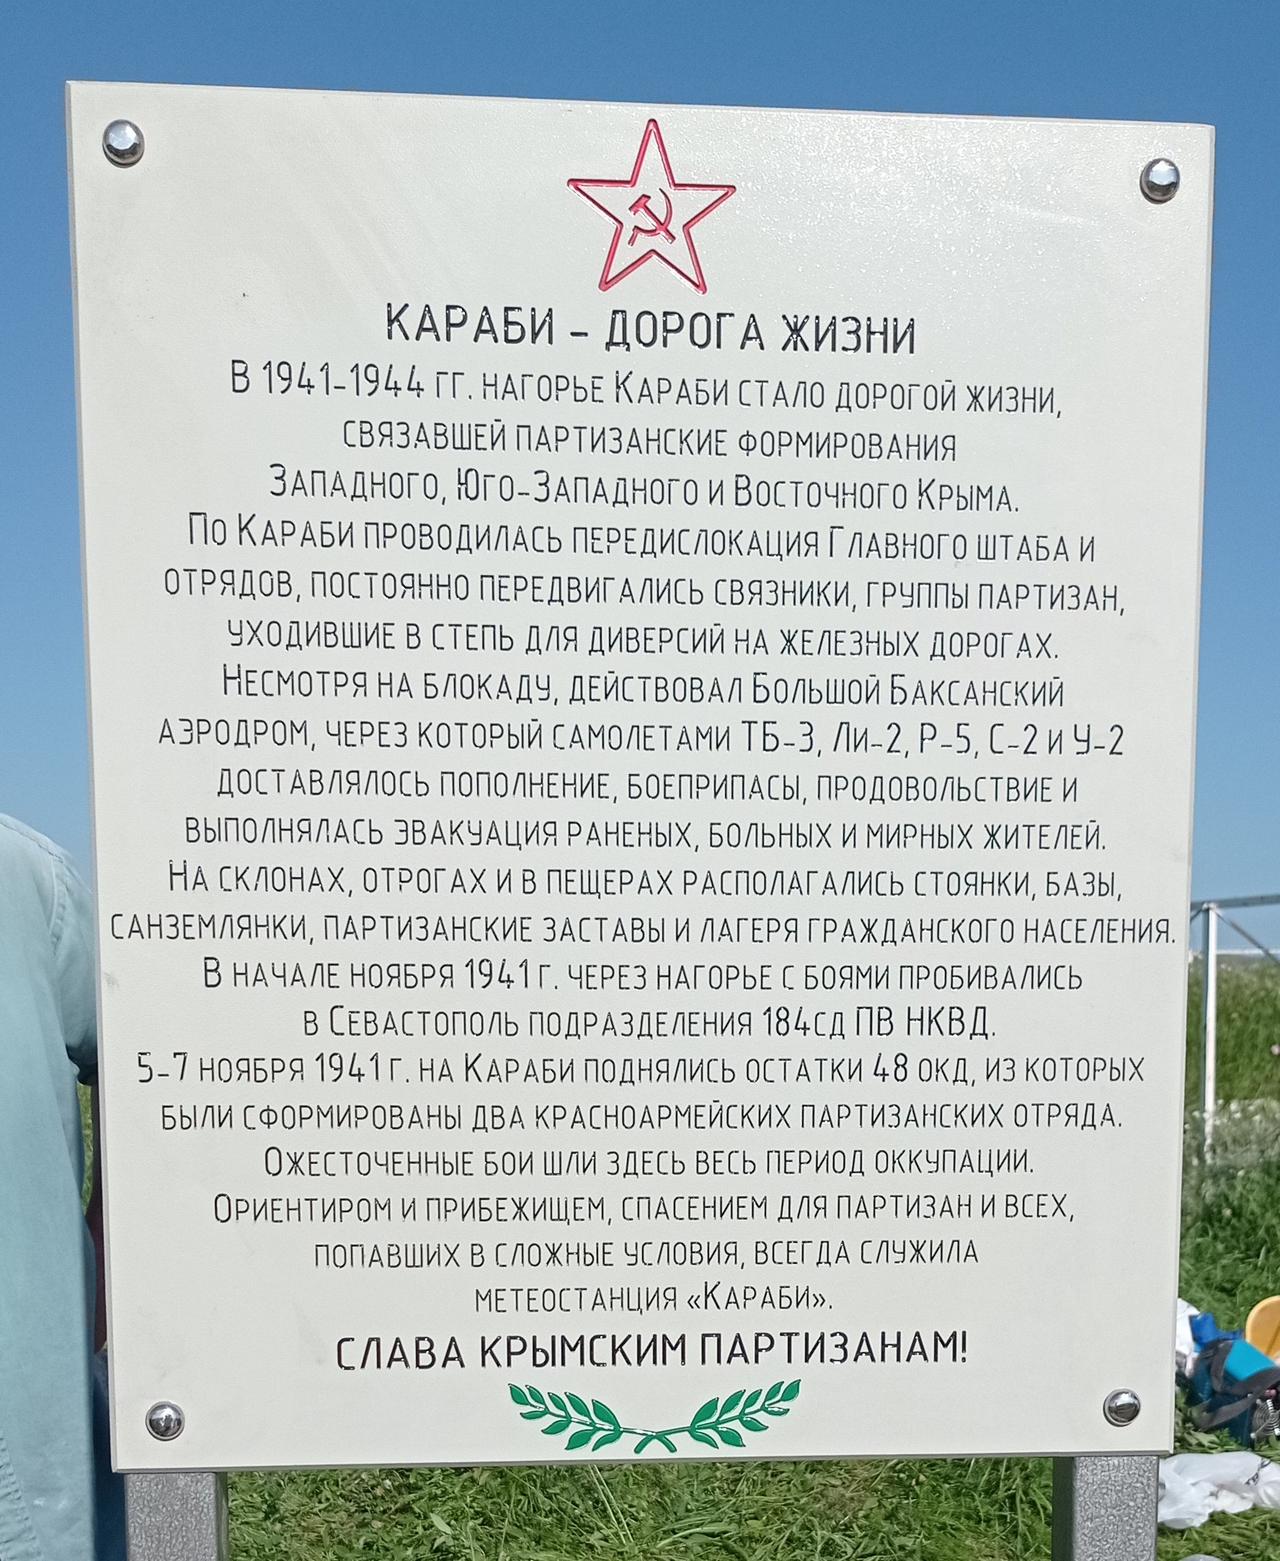 КАРАБИ – ДОРОГА ЖИЗНИ
В 1941-1944 ГГ. НАГОРЬЕ КАРАБИ СТАЛО ДОРОГОЙ ЖИЗНИ,
СВЯЗАВШЕЙ ПАРТИЗАНСКИЕ ФОРМИРОВАНИЯ
ЗАПАДНОГО, ЮГО-ЗАПАДНОГО И ВОСТОЧНОГО КРЫМА.
ПО КАРАБИ ПРОВОДИЛАСЬ ПЕРЕДИСЛОКАЦИЯ ГЛАВНОГО ШТАБА И
ОТРЯДОВ, ПОСТОЯННО ПЕРЕДВИГАЛИСЬ СВЯЗНИКИ, ГРУППЫ ПАРТИЗАН,
УХОДИВШИЕ В СТЕПЬ ДЛЯ ДИВЕРСИЙ НА ЖЕЛЕЗНЫХ ДОРОГАХ.
НЕСМОТРЯ НА БЛОКАДУ, ДЕЙСТВОВАЛ БОЛЬШОЙ БАКСАНСКИЙ
АЭРОДРОМ, ЧЕРЕЗ КОТОРЫЙ САМОЛЕТАМИ ТБ-3, ЛИ-2, Р-5, С-2 И У-2
ДОСТАВЛЯЛОСЬ ПОПОЛНЕНИЕ, БОЕПРИПАСЫ, ПРОДОВОЛЬСТВИЕ И
ВЫПОЛНЯЛАСЬ ЭВАКУАЦИЯ РАНЕНЫХ, БОЛЬНЫХ И МИРНЫХ ЖИТЕЛЕЙ.
НА СКЛОНАХ, ОТРОГАХ И В ПЕЩЕРАХ РАСПОЛАГАЛИСЬ СТОЯНКИ, БАЗЫ,
САНЗЕМЛЯНКИ, ПАРТИЗАНСКИЕ ЗАСТАВЫ И ЛАГЕРЯ ГРАЖДАНСКОГО НАСЕЛЕНИЯ.
В НАЧАЛЕ НОЯБРЯ 1941 Г. ЧЕРЕЗ НАГОРЬЕ С БОЯМИ ПРОБИВАЛИСЬ
В СЕВАСТОПОЛЬ ПОДРАЗДЕЛЕНИЯ 184СД ПВ НКВД.
5-7 НОЯБРЯ 1941 Г. НА КАРАБИ ПОДНЯЛИСЬ ОСТАТКИ 48 ОКД, ИЗ КОТОРЫХ
БЫЛИ СФОРМИРОВАНЫ ДВА КРАСНОАРМЕЙСКИХ ПАРТИЗАНСКИХ ОТРЯДА.
ОЖЕСТОЧЕННЫЕ БОИ ШЛИ ЗДЕСЬ ВЕСЬ ПЕРИОД ОККУПАЦИИ.
ОРИЕНТИРОМ И ПРИБЕЖИЩЕМ, СПАСЕНИЕМ ДЛЯ ПАРТИЗАН И ВСЕХ,
ПОПАВШИХ В СЛОЖНЫЕ УСЛОВИЯ, ВСЕГДА СЛУЖИЛА
МЕТЕОСТАНЦИЯ «КАРАБИ».
СЛАВА КРЫМСКИМ ПАРТИЗАНАМ!